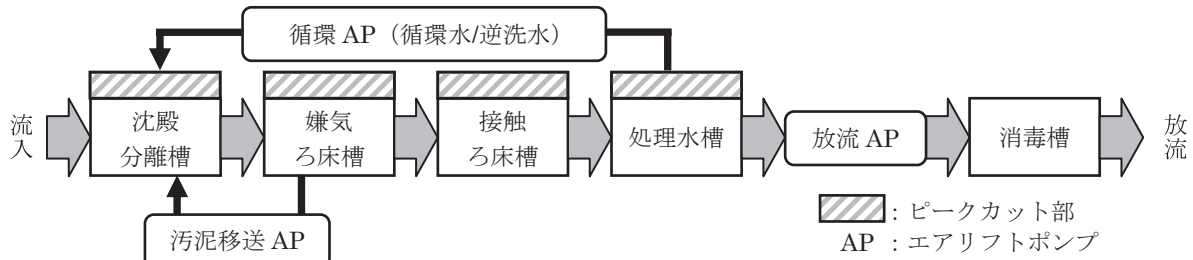 循環 AP（循環水/逆洗水）
流入
沈殿
分離槽
嫌気
ろ床槽
接触
ろ床槽
処理水槽
放流 AP
消毒槽
放流
汚泥移送 AP
：ピークカット部
AP ：エアリフトポンプ